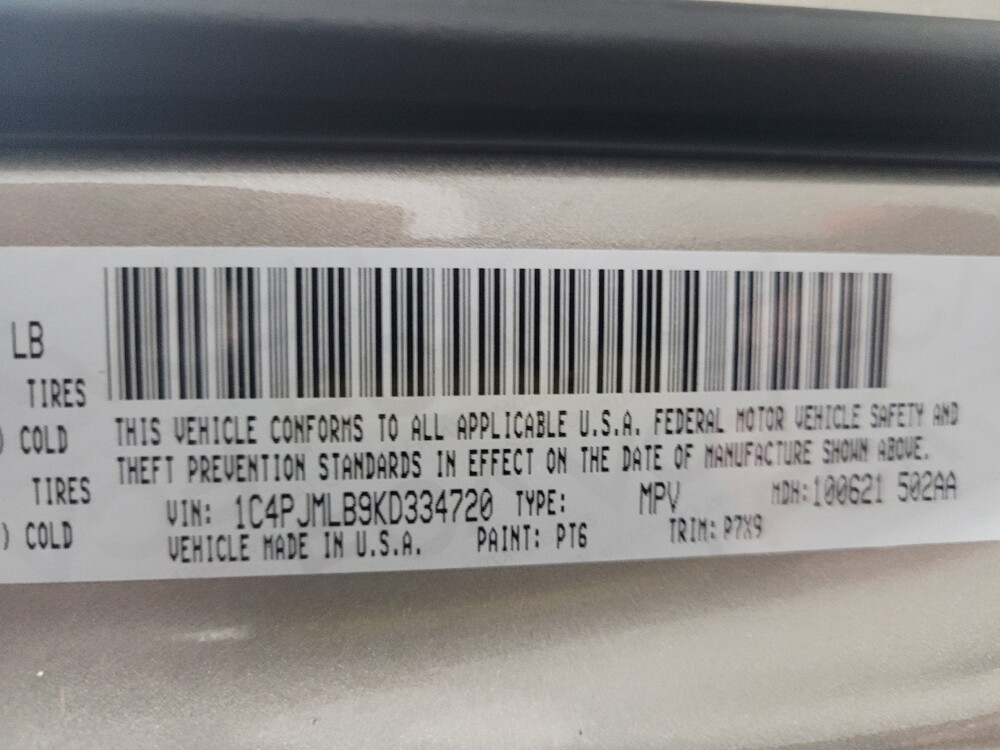 LB
TIRES
) COLD
TIRES
) COLD
THIS VEHICLE CONFORMS TO ALL APPLICABLE U.S.A. FEDERAL MOTOR VEHICLE SAFETY AND
THEFT PREVENTION STANDARDS IN EFFECT ON THE DATE OF MANUFACTURE SHOWN ABOVE.
VIN: 1C4PJMLB9KD334720 TYPE: MPV MDH:100621 502AA
VEHICLE MADE IN U.S.A. PAINT: PT6 TRIM: P7X9